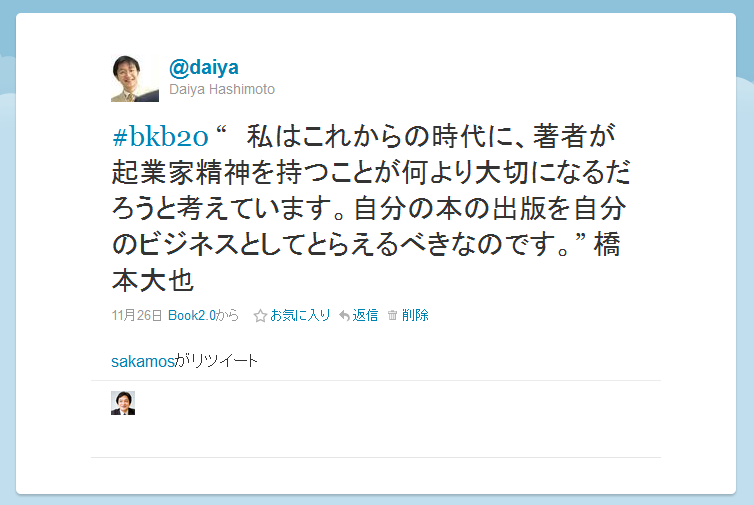 @daiya
Daiya Hashimoto
#bkb20 “　私はこれからの時代に、著者が
起業家精神を持つことが何より大切になるだ
ろうと考えています。自分の本の出版を自分
のビジネスとしてとらえるべきなのです。” 橋
本大也
11月26日 Book2.0から お気に入り 返信 削除
sakamosがリツイート